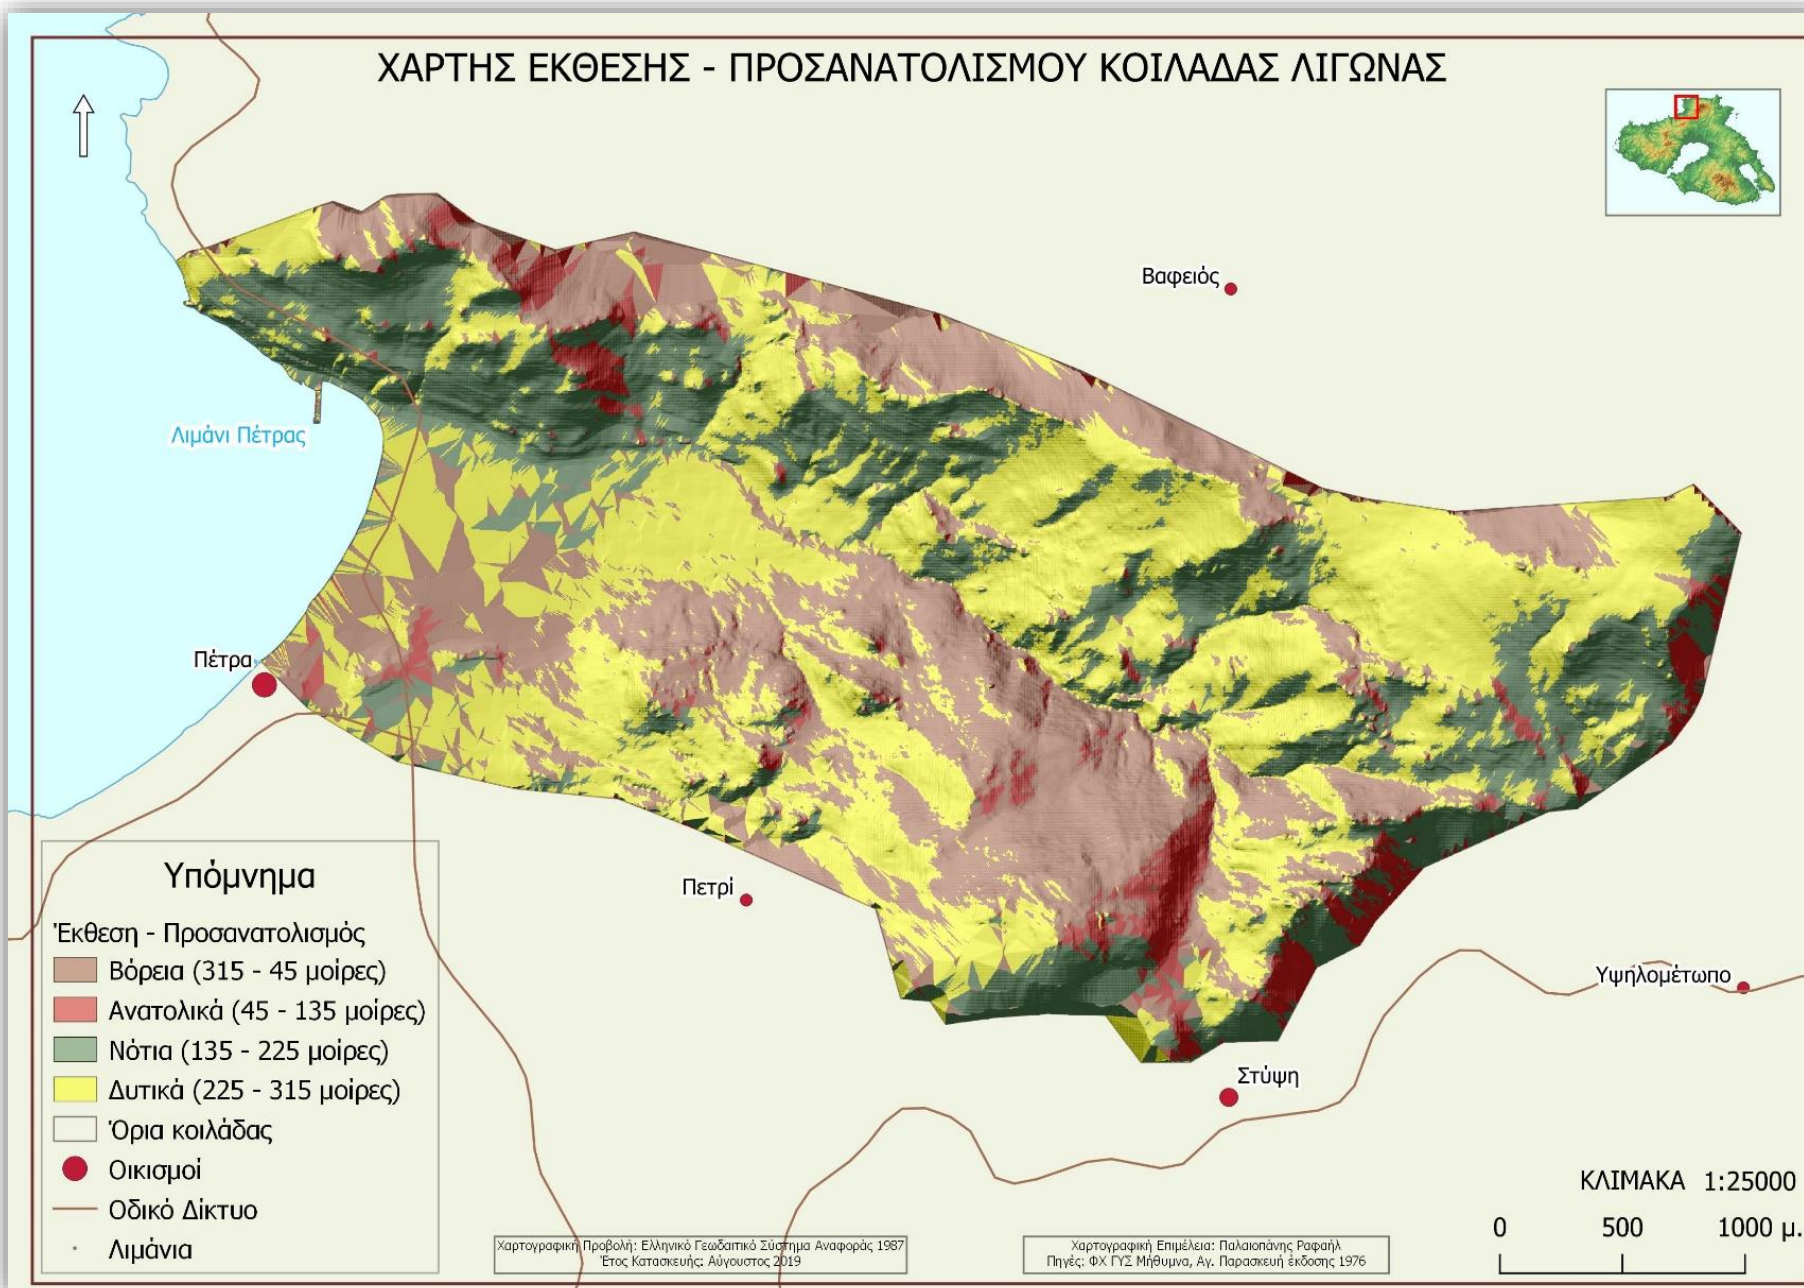 ΧΑΡΤΗΣ ΕΚΘΕΣΗΣ - ΠΡΟΣΑΝΑΤΟΛΙΣΜΟΥ ΚΟΙΛΑΔΑΣ ΛΙΓΩΝΑΣ
Βαφειός
Λιμάνι Πέτρας
Πέτρα
Πετρί
Υψηλομέτωπο
Στύψη
Υπόμνημα
Έκθεση - Προσανατολισμός
Βόρεια (315 - 45 μοίρες)
Ανατολικά (45 - 135 μοίρες)
Νότια (135 - 225 μοίρες)
Δυτικά (225 - 315 μοίρες)
Όρια κοιλάδας
Οικισμοί
Οδικό Δίκτυο
Λιμάνια
ΚΛΙΜΑΚΑ 1:25000
0 500 1000 μ.
Χαρτογραφική Προβολή: Ελληνικό Γεωδαιτικό Σύστημα Αναφοράς 1987
Έτος Κατασκευής: Αύγουστος 2019
Χαρτογραφική Επιμέλεια: Παλαιοπάνης Ραφαήλ
Πηγές: ΦΧ ΓΥΣ Μήθυμνα, Αγ. Παρασκευή έκδοσης 1976